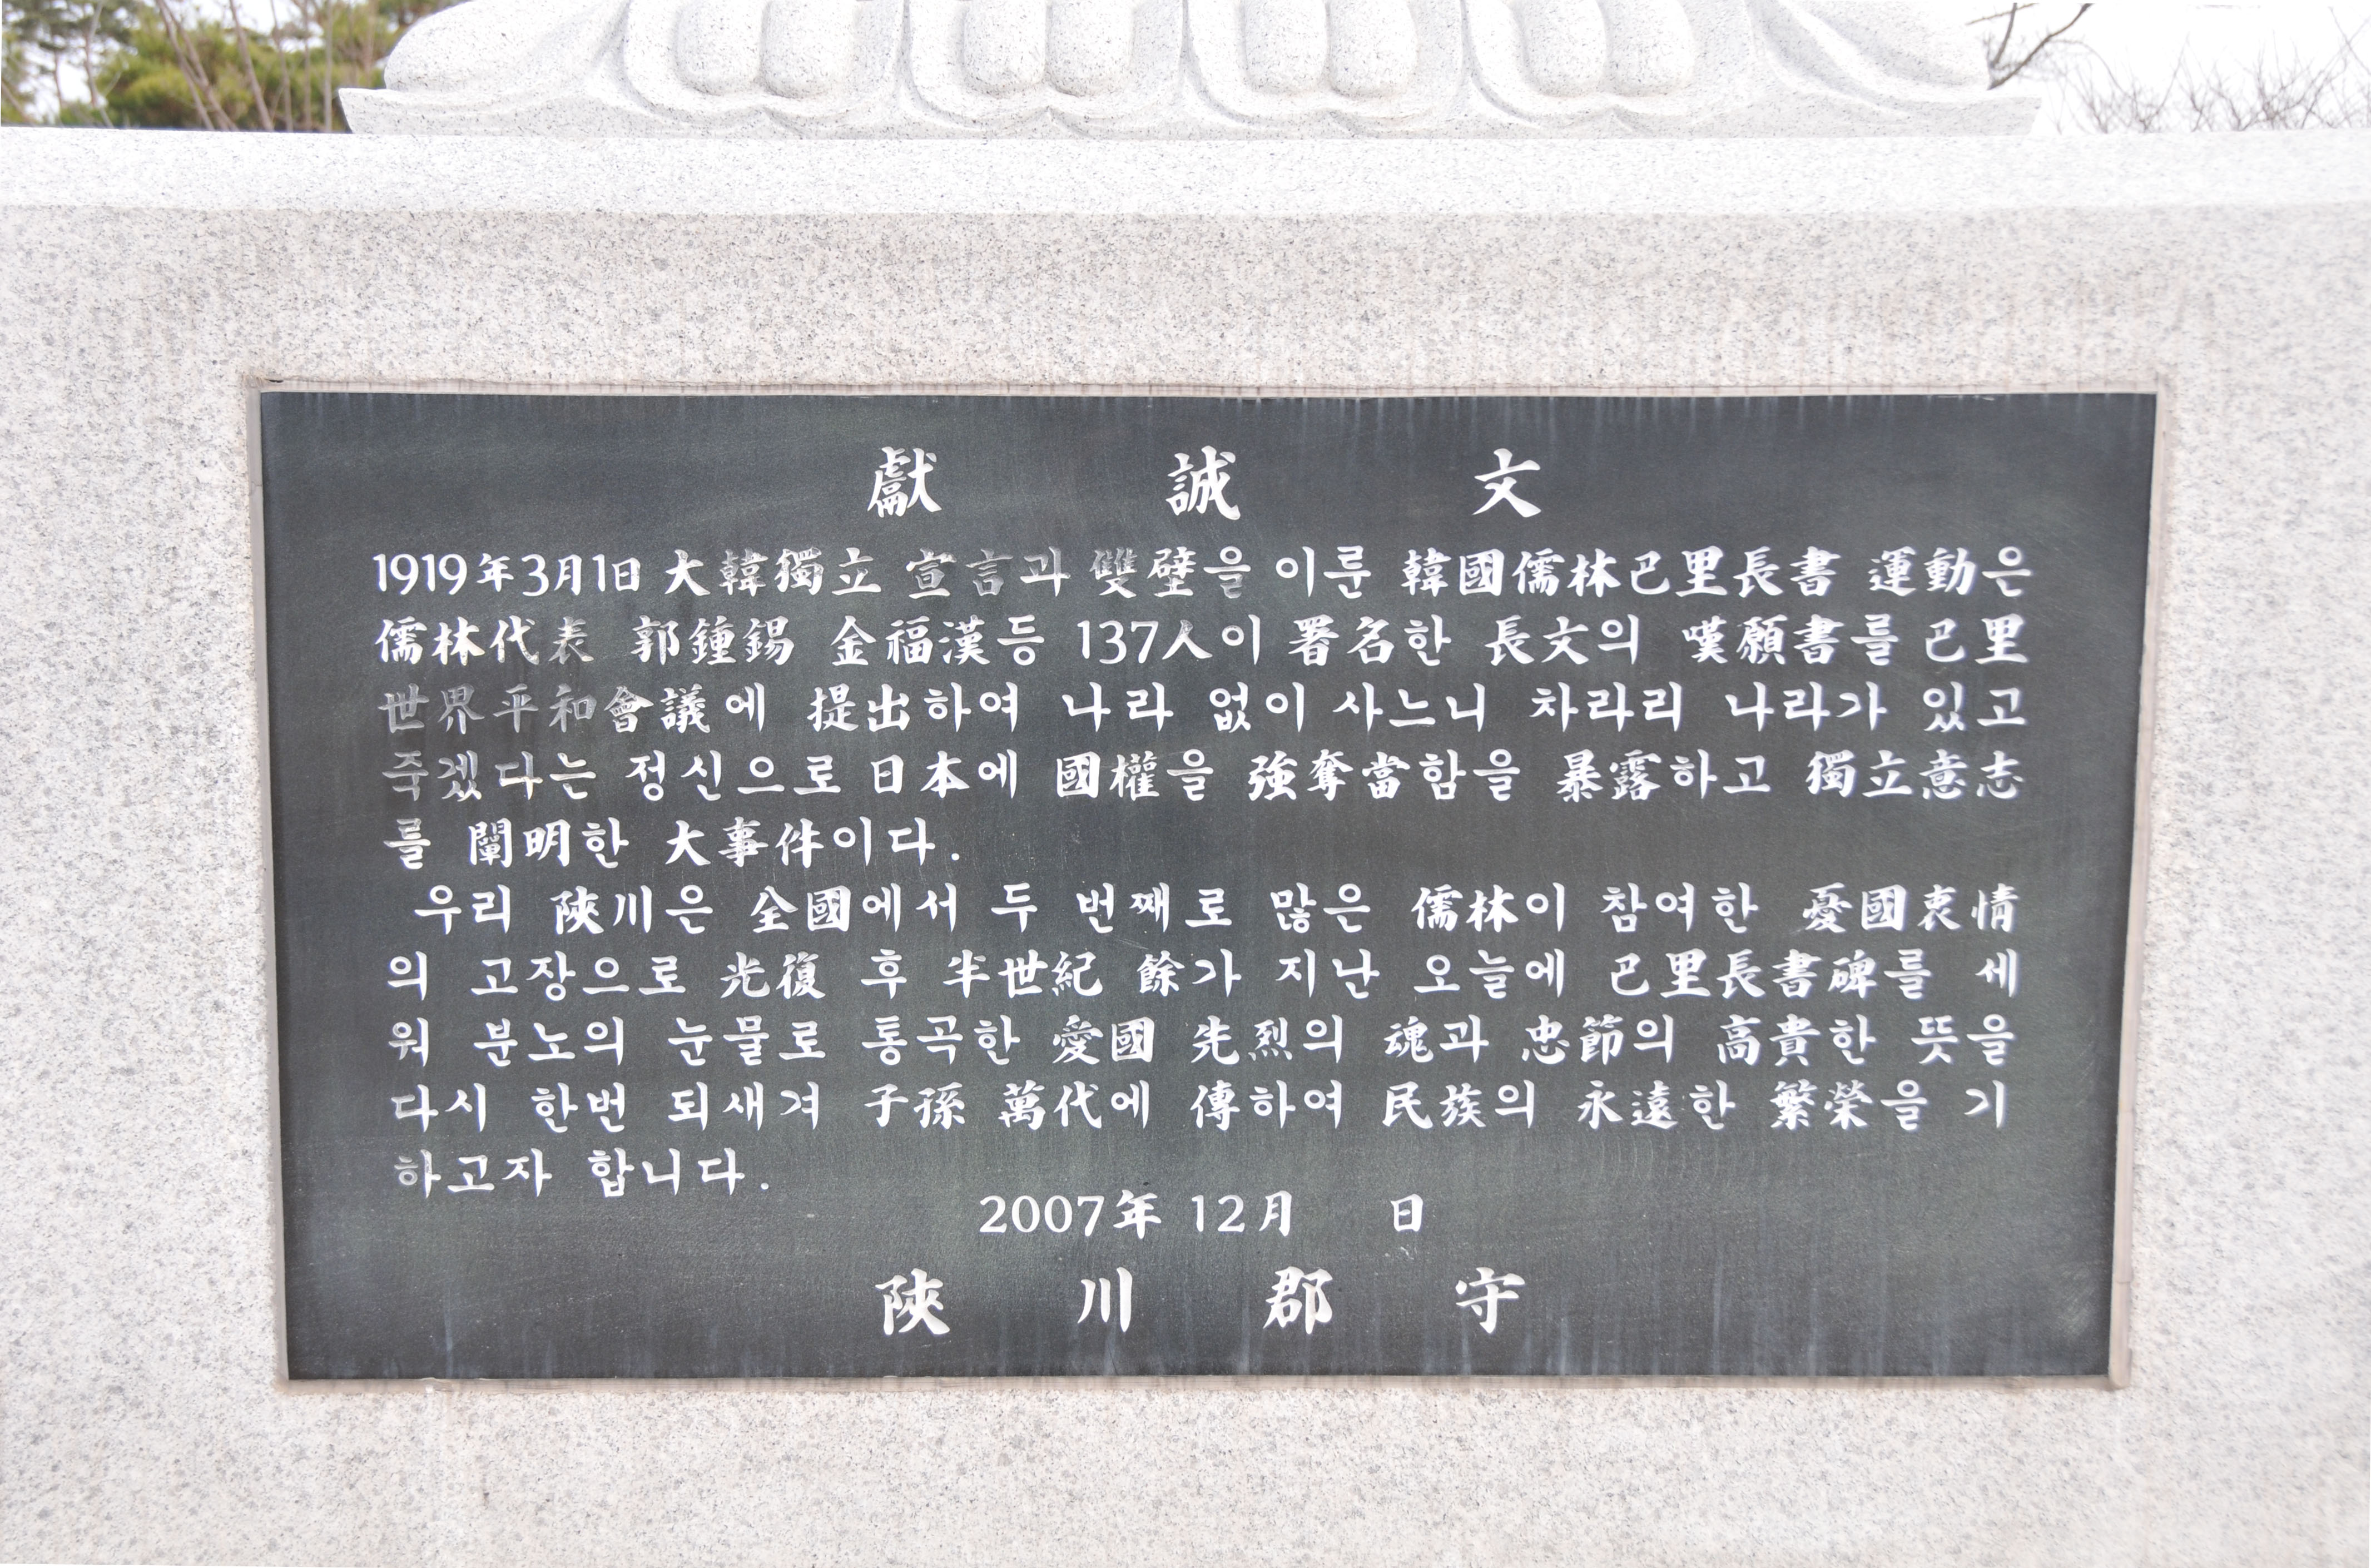 獻誠文
1919年3月1日 大韓獨立 宣言과 雙壁을 이룬 韓國儒林巴里長書 運動은
儒林代表 郭鍾錫 金福漢등 137人이 署名한 長文의 嘆願書를 巴里
世界平和會議에 提出하여 나라 없이 사느니 차라리 나라가 있고
죽겠다는 정신으로 日本에 國權을 強奪當함을 暴露하고 獨立意志
를 闡明한 大事件이다.
우리 陜川은 全國에서 두 번째로 많은 儒林이 참여한 憂國衷情
의 고장으로 光復 후 半世紀 餘가 지난 오늘에 巴里長書碑를 세
워 분노의 눈물로 통곡한 愛國 先烈의 魂과 忠節의 高貴한 뜻을
다시 한번 되새겨 子孫 萬代에 傳하여 民族의 永遠한 繁榮을 기
하고자 합니다.
2007年 12月 日
陜川郡守